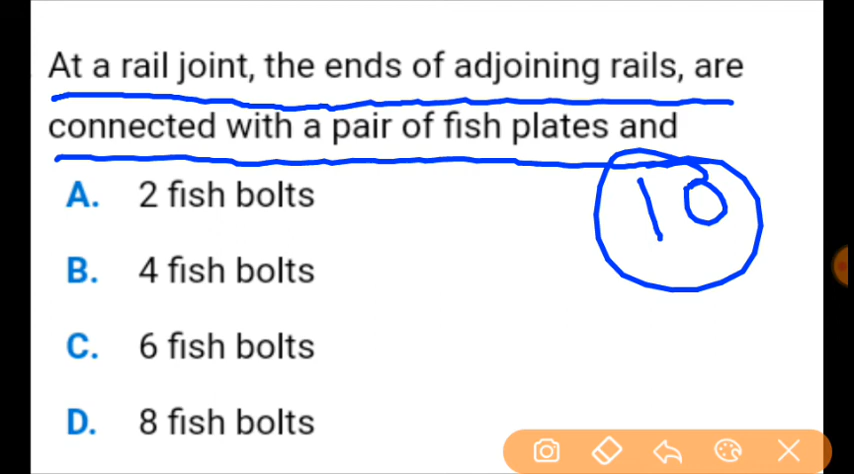 At a rail joint, the ends of adjoining rails, are
connected with a pair of fish plates and
10
A. 2 fish bolts
B. 4 fish bolts
C. 6 fish bolts
D. 8 fish bolts